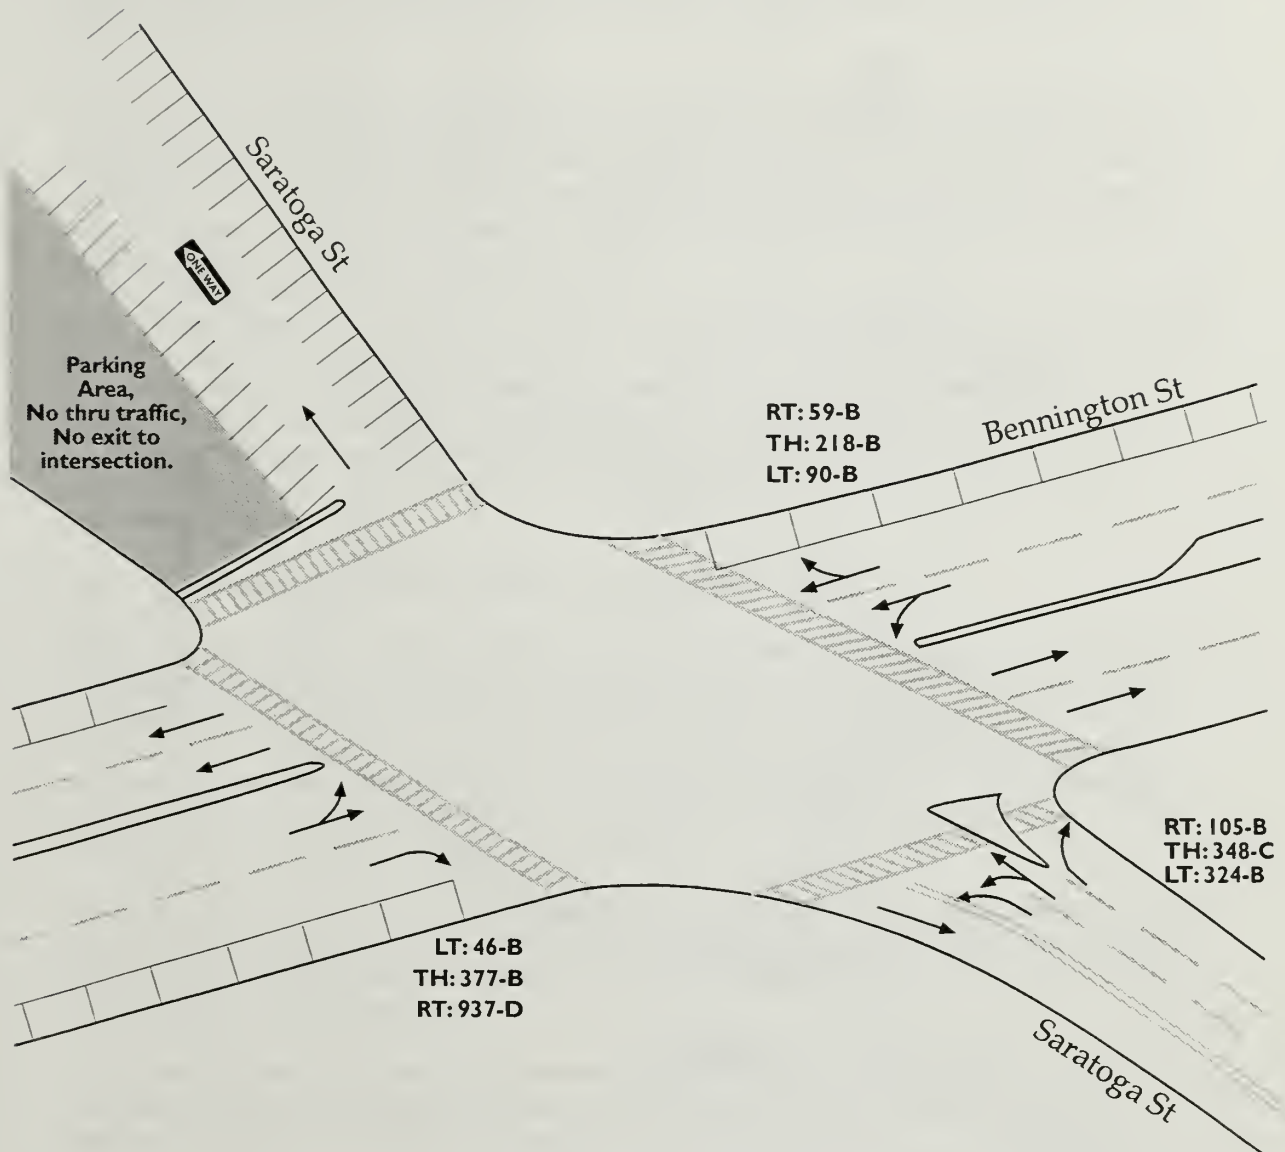 Saratoga St
ONE WAY
Parking
Area,
No thru traffic,
No exit to
intersection.
RT: 59-B
TH: 218-B
LT: 90-B
Bennington St
RT: 105-B
TH: 348-C
LT: 324-B
LT: 46-B
TH: 377-B
RT: 937-D
Saratoga St